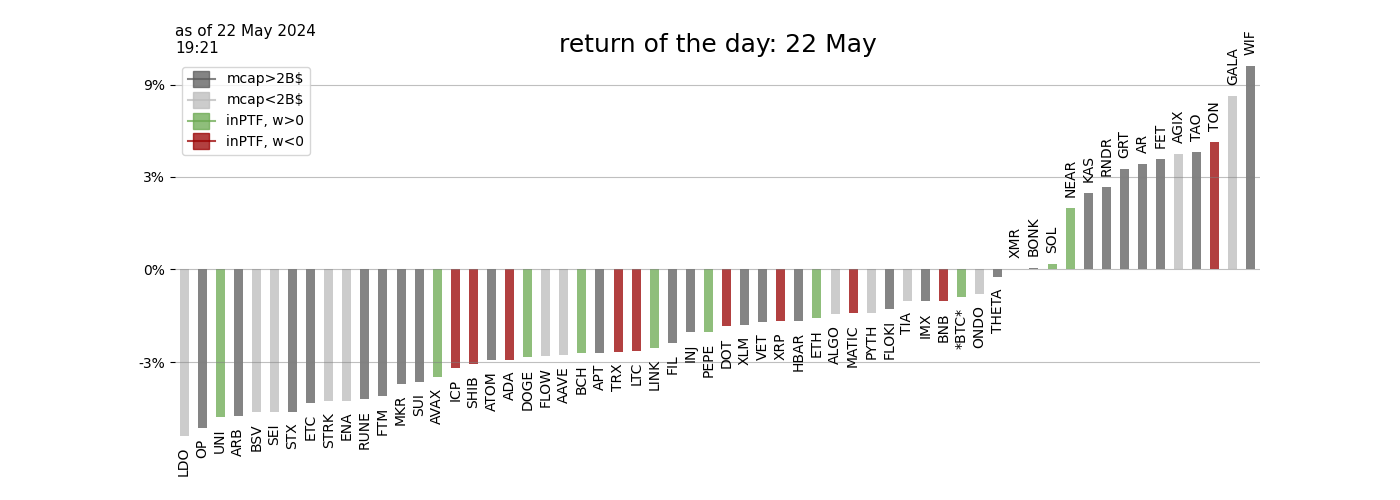 as of 22 May 2024
19:21
return of the day: 22 May
mcap>2B$
mcap<2B$
inPTF, w>0
inPTF, w<0
9%
3%
0%
-3%
LDO
OP
UNI
ARB
BSV
SEI
STX
ETC
STRK
ENA
RUNE
FTM
MKR
SUI
AVAX
ICP
SHIB
ATOM
ADA
DOGE
FLOW
AAVE
BCH
APT
TRX
LTC
LINK
FIL
INJ
PEPE
DOT
XLM
VET
XRP
HBAR
ETH
ALGO
MATIC
PYTH
FLOKI
TIA
IMX
BNB
*BTC*
ONDO
THETA
XMR
BONK
SOL
NEAR
KAS
RNDR
GRT
AR
FET
AGIX
TAO
TON
GALA
WIF